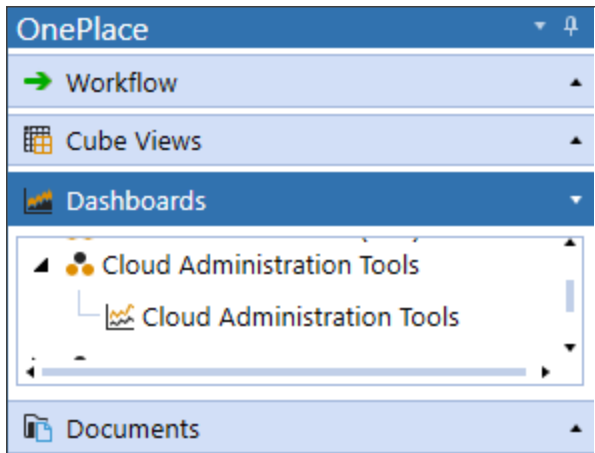 OnePlace
Workflow
Cube Views
Dashboards
Cloud Administration Tools
Cloud Administration Tools
Documents